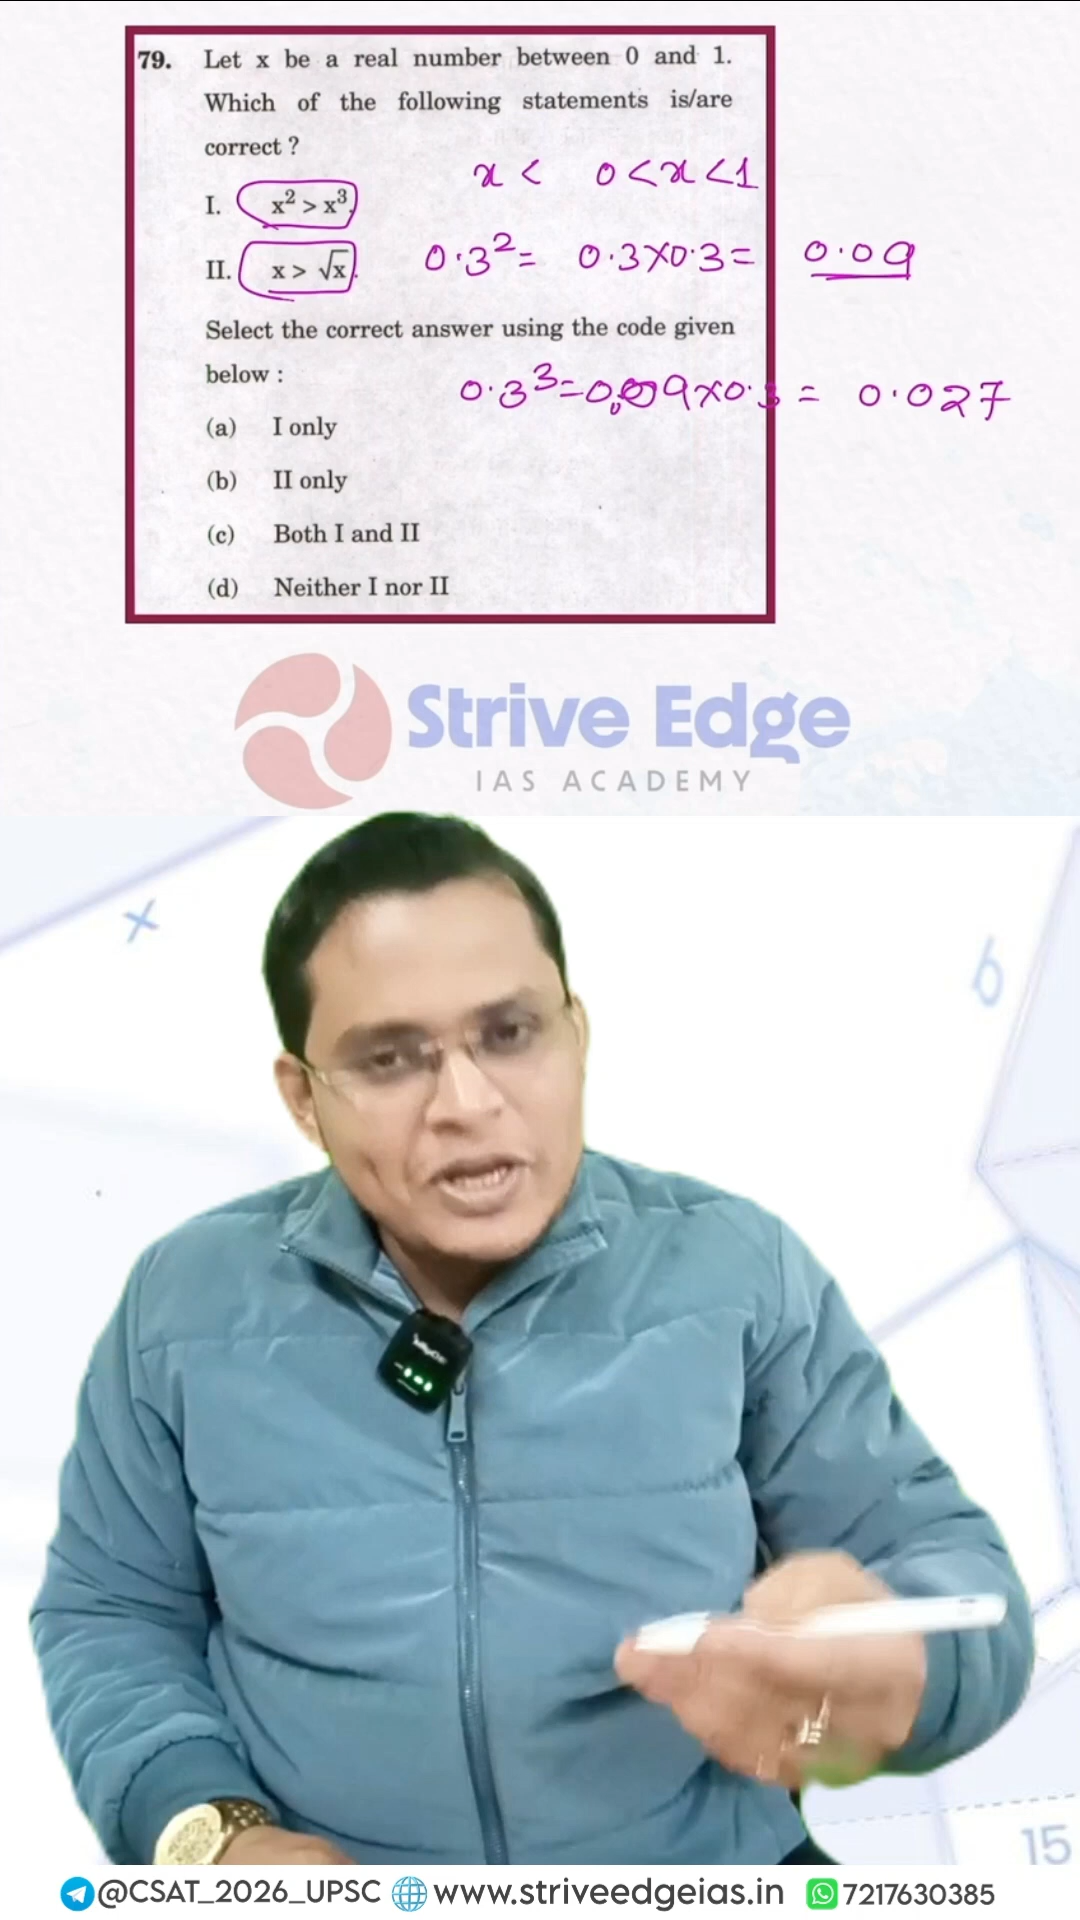 79. Let x be a real number between 0 and 1.
Which of the following statements is/are
correct ?
x < 0 < x < 1
I. x² > x³.
0.3² = 0.3×0.3 = 0.09
II. x > √x.
Select the correct answer using the code given
below :
0.3³ = 0.09×0.3 = 0.027
(a) I only
(b) II only
(c) Both I and II
(d) Neither I nor II
Strive Edge
IAS ACADEMY
x
6
15
@CSAT_2026_UPSC www.striveedgeias.in 7217630385